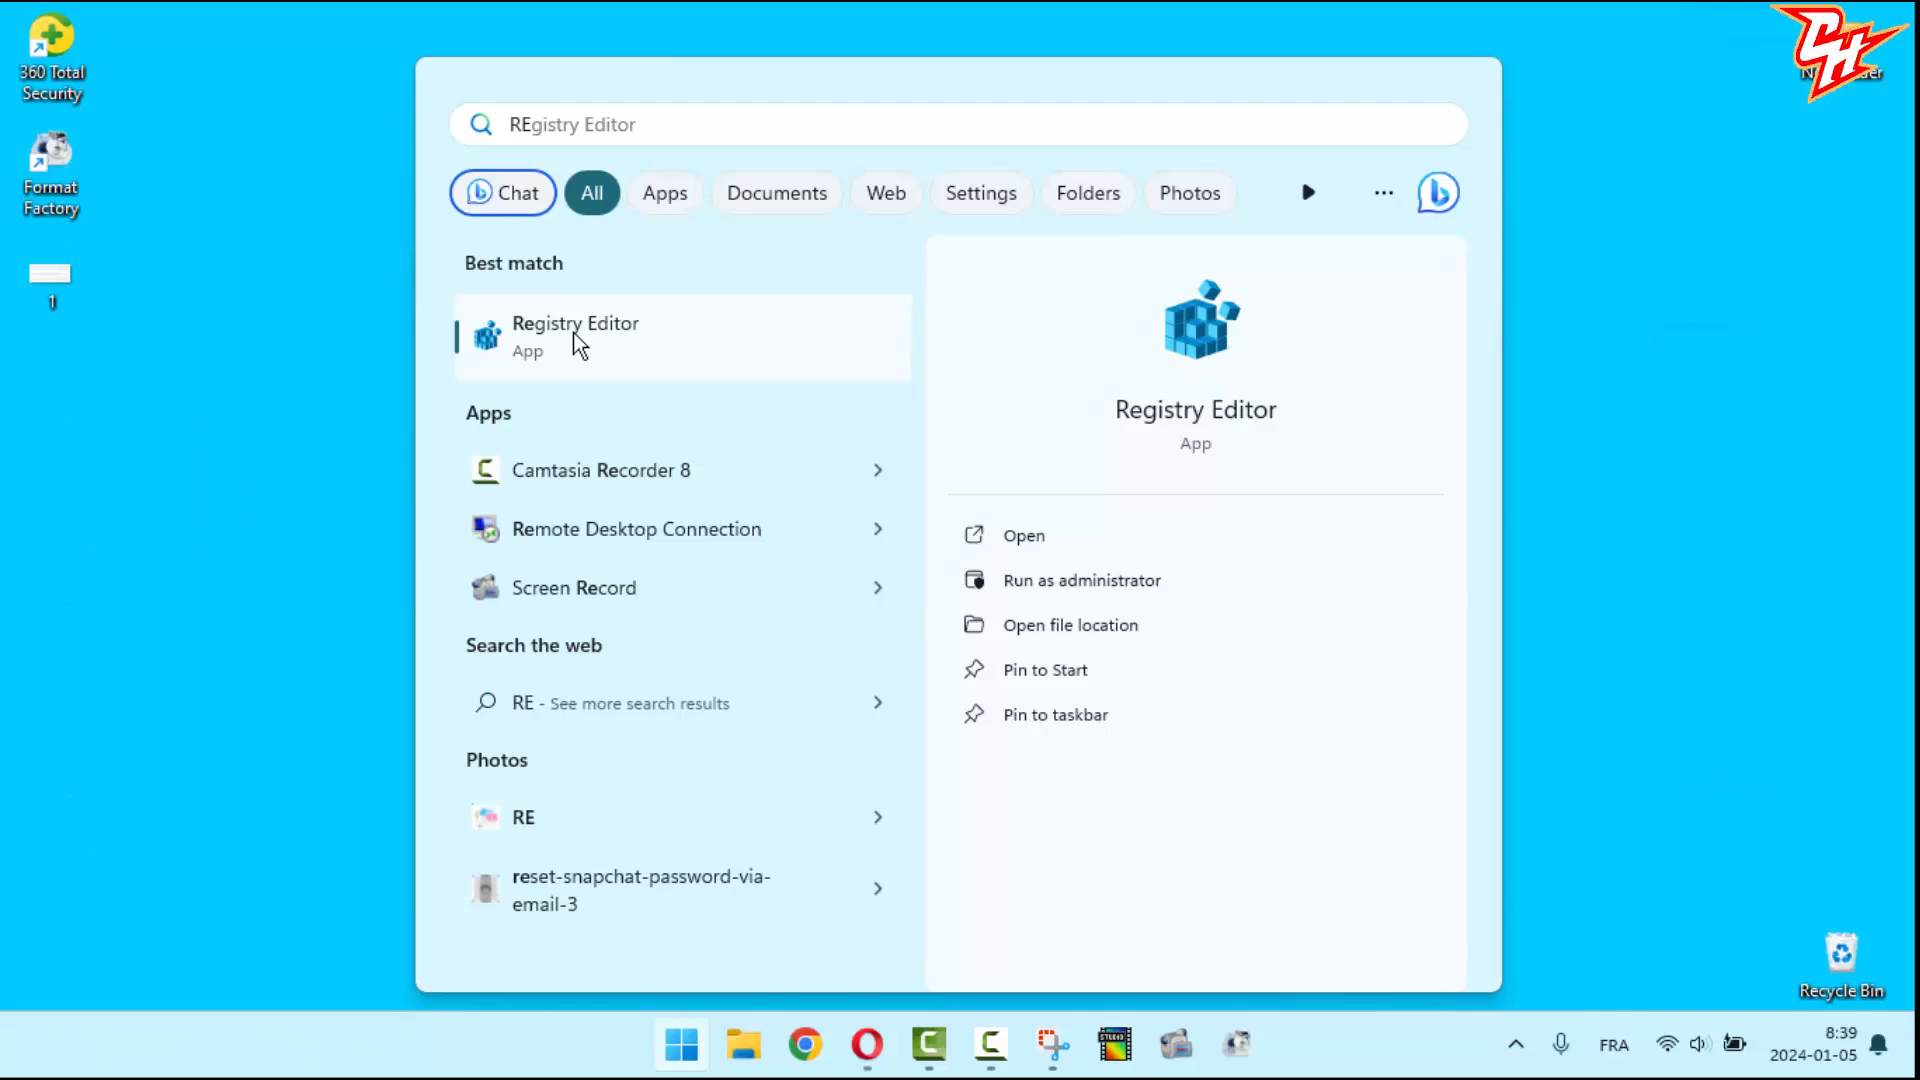 360 Total
Security
Format
Factory
1
CH
REgistry Editor
Chat
All
Apps
Documents
Web
Settings
Folders
Photos
Best match
Registry Editor
App
Apps
Camtasia Recorder 8
Remote Desktop Connection
Screen Record
Search the web
RE - See more search results
Photos
RE
reset-snapchat-password-via-
email-3
Registry Editor
App
Open
Run as administrator
Open file location
Pin to Start
Pin to taskbar
Recycle Bin
STUDIO
FRA
8:39
2024-01-05